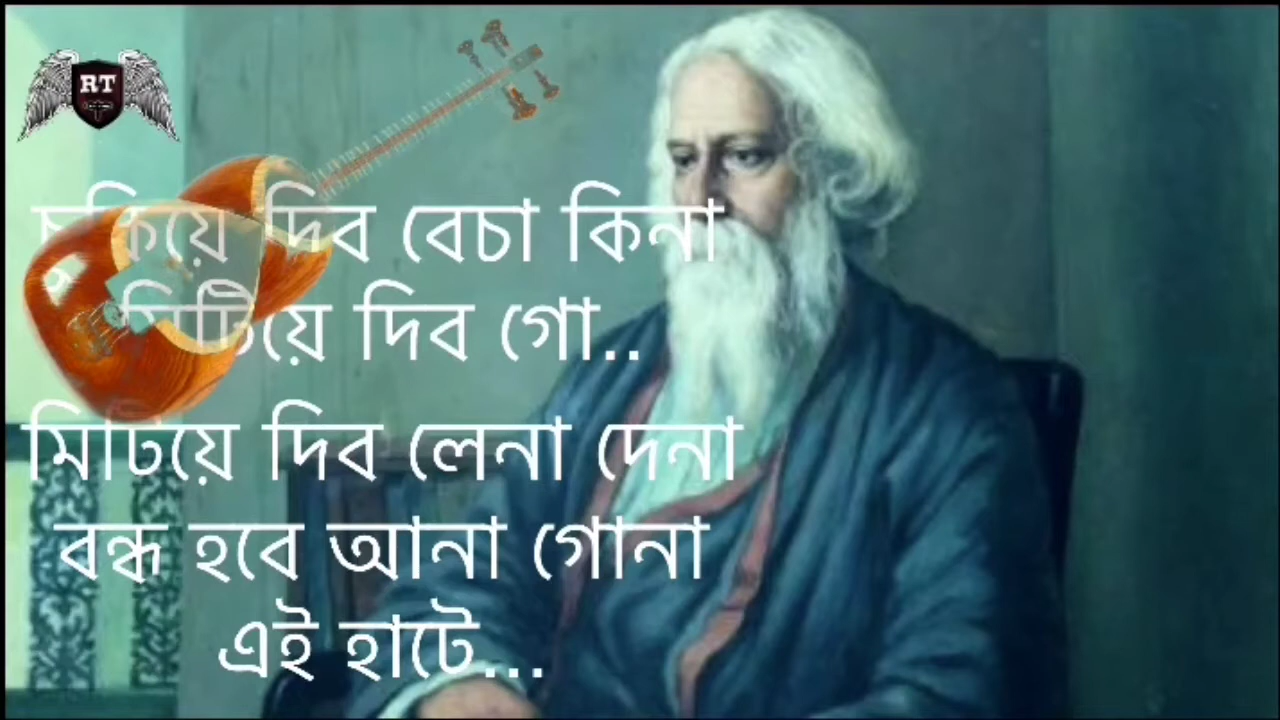 RT
চুকিয়ে দিব বেচা কিনা
মিটিয়ে দিব গো..
মিটিয়ে দিব লেনা দেনা
বন্ধ হবে আনা গোনা
এই হাটে...